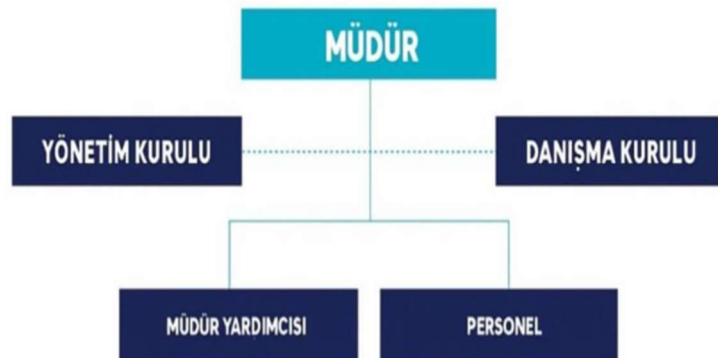 MÜDÜR
YÖNETİM KURULU
DANIŞMA KURULU
MÜDÜR YARDIMCISI
PERSONEL